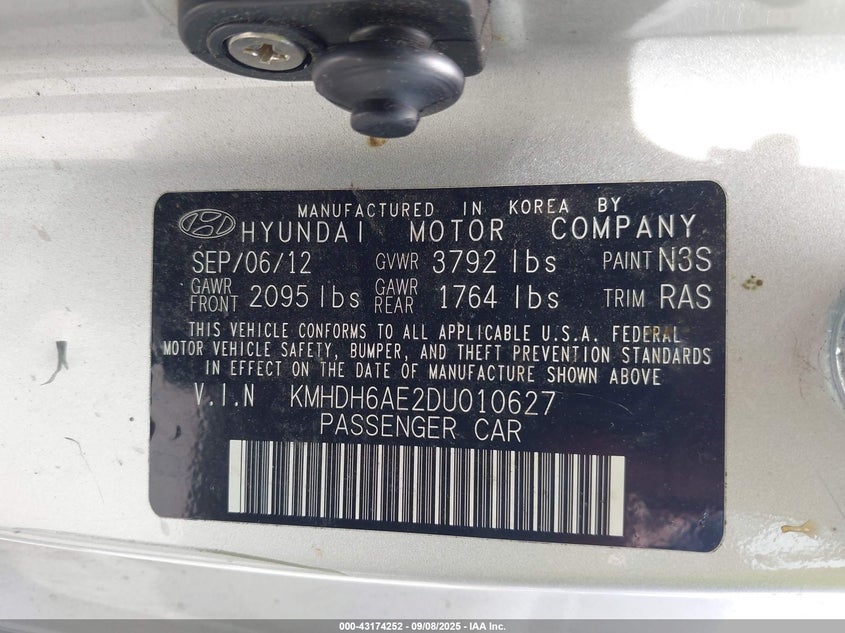 MANUFACTURED IN KOREA BY
HYUNDAI MOTOR COMPANY
SEP/06/12 GVWR 3792 lbs PAINT N3S
GAWR FRONT 2095 lbs GAWR REAR 1764 lbs TRIM RAS
THIS VEHICLE CONFORMS TO ALL APPLICABLE U.S.A. FEDERAL
MOTOR VEHICLE SAFETY, BUMPER, AND THEFT PREVENTION STANDARDS
IN EFFECT ON THE DATE OF MANUFACTURE SHOWN ABOVE
V.I.N KMHDH6AE2DU010627
PASSENGER CAR
000-43174252 - 09/08/2025 - IAA Inc.